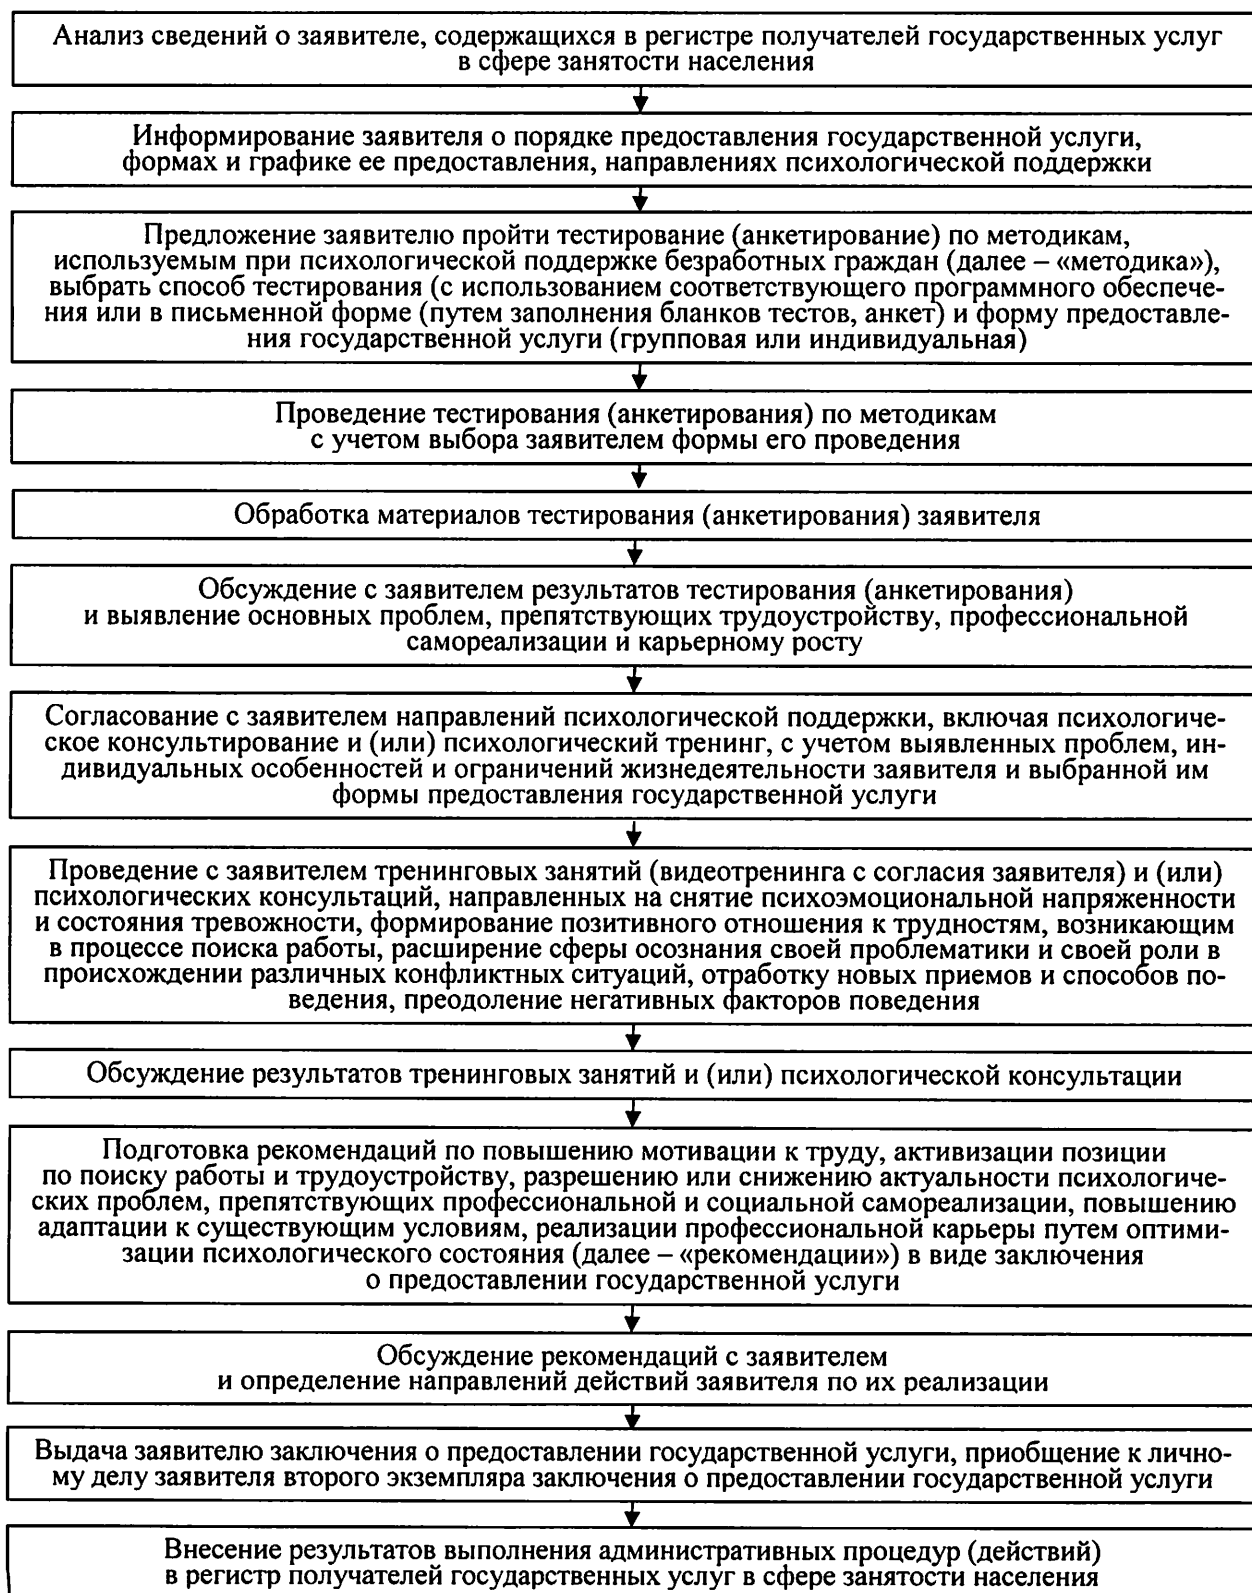 Анализ сведений о заявителе, содержащихся в регистре получателей государственных услуг
в сфере занятости населения
Информирование заявителя о порядке предоставления государственной услуги,
формах и графике ее предоставления, направлениях психологической поддержки
Предложение заявителю пройти тестирование (анкетирование) по методикам,
используемым при психологической поддержке безработных граждан (далее – «методика»),
выбрать способ тестирования (с использованием соответствующего программного обеспече-
ния или в письменной форме (путем заполнения бланков тестов, анкет) и форму предоставле-
ния государственной услуги (групповая или индивидуальная)
Проведение тестирования (анкетирования) по методикам
с учетом выбора заявителем формы его проведения
Обработка материалов тестирования (анкетирования) заявителя
Обсуждение с заявителем результатов тестирования (анкетирования)
и выявление основных проблем, препятствующих трудоустройству, профессиональной
самореализации и карьерному росту
Согласование с заявителем направлений психологической поддержки, включая психологиче-
ское консультирование и (или) психологический тренинг, с учетом выявленных проблем, ин-
дивидуальных особенностей и ограничений жизнедеятельности заявителя и выбранной им
формы предоставления государственной услуги
Проведение с заявителем тренинговых занятий (видеотренинга с согласия заявителя) и (или)
психологических консультаций, направленных на снятие психоэмоциональной напряженности
и состояния тревожности, формирование позитивного отношения к трудностям, возникающим
в процессе поиска работы, расширение сферы осознания своей проблематики и своей роли в
происхождении различных конфликтных ситуаций, отработку новых приемов и способов по-
ведения, преодоление негативных факторов поведения
Обсуждение результатов тренинговых занятий и (или) психологической консультации
Подготовка рекомендаций по повышению мотивации к труду, активизации позиции
по поиску работы и трудоустройству, разрешению или снижению актуальности психологиче-
ских проблем, препятствующих профессиональной и социальной самореализации, повышению
адаптации к существующим условиям, реализации профессиональной карьеры путем оптими-
зации психологического состояния (далее – «рекомендации») в виде заключения
о предоставлении государственной услуги
Обсуждение рекомендаций с заявителем
и определение направлений действий заявителя по их реализации
Выдача заявителю заключения о предоставлении государственной услуги, приобщение к лично-
му делу заявителя второго экземпляра заключения о предоставлении государственной услуги
Внесение результатов выполнения административных процедур (действий)
в регистр получателей государственных услуг в сфере занятости населения